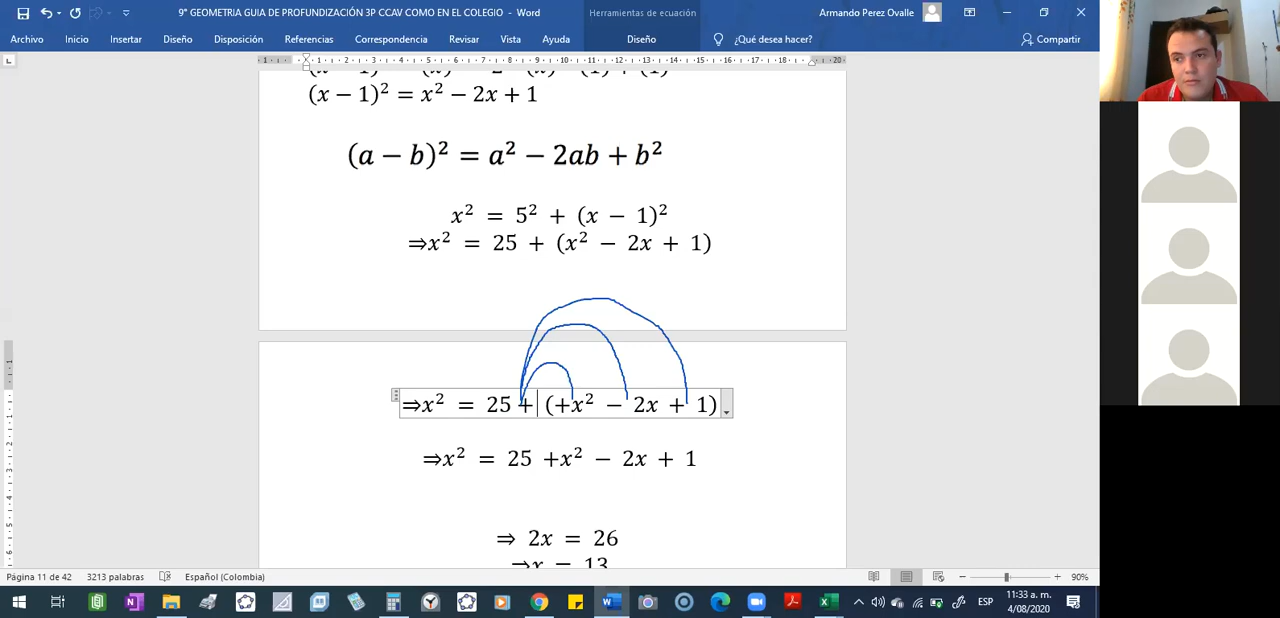 9° GEOMETRIA GUIA DE PROFUNDIZACIÓN 3P CCAV COMO EN EL COLEGIO - Word
Herramientas de ecuación
Armando Perez Ovalle
Archivo Inicio Insertar Diseño Disposición Referencias Correspondencia Revisar Vista Ayuda Diseño ¿Qué desea hacer? Compartir
(x − 1)² = x² − 2x + 1
(a − b)² = a² − 2ab + b²
x² = 5² + (x − 1)²
⇒x² = 25 + (x² − 2x + 1)
⇒x² = 25 + (+x² − 2x + 1)
⇒x² = 25 +x² − 2x + 1
⇒ 2x = 26
⇒x = 13
Página 11 de 42 3213 palabras Español (Colombia) 90%
ESP 11:33 a. m.
4/08/2020